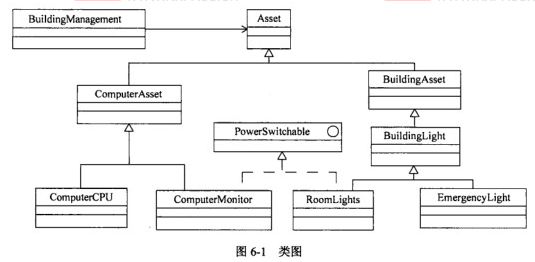 BuildingManagement
Asset
ComputerAsset
BuildingAsset
PowerSwitchable
BuildingLight
ComputerCPU
ComputerMonitor
RoomLights
EmergencyLight
图 6-1 类图